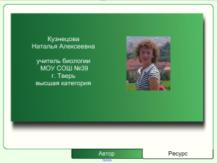 Кузнецова
Наталья Алексеевна
учитель биологии
МОУ СОШ №39
г. Тверь
высшая категория
Автор
Ресурс